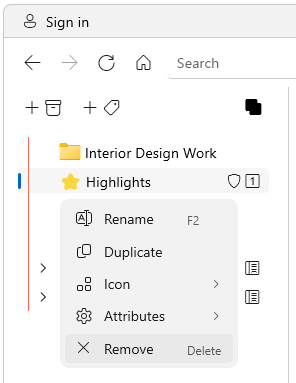 Sign in
Search
Interior Design Work
Highlights 1
Rename F2
Duplicate
Icon
Attributes
Remove Delete